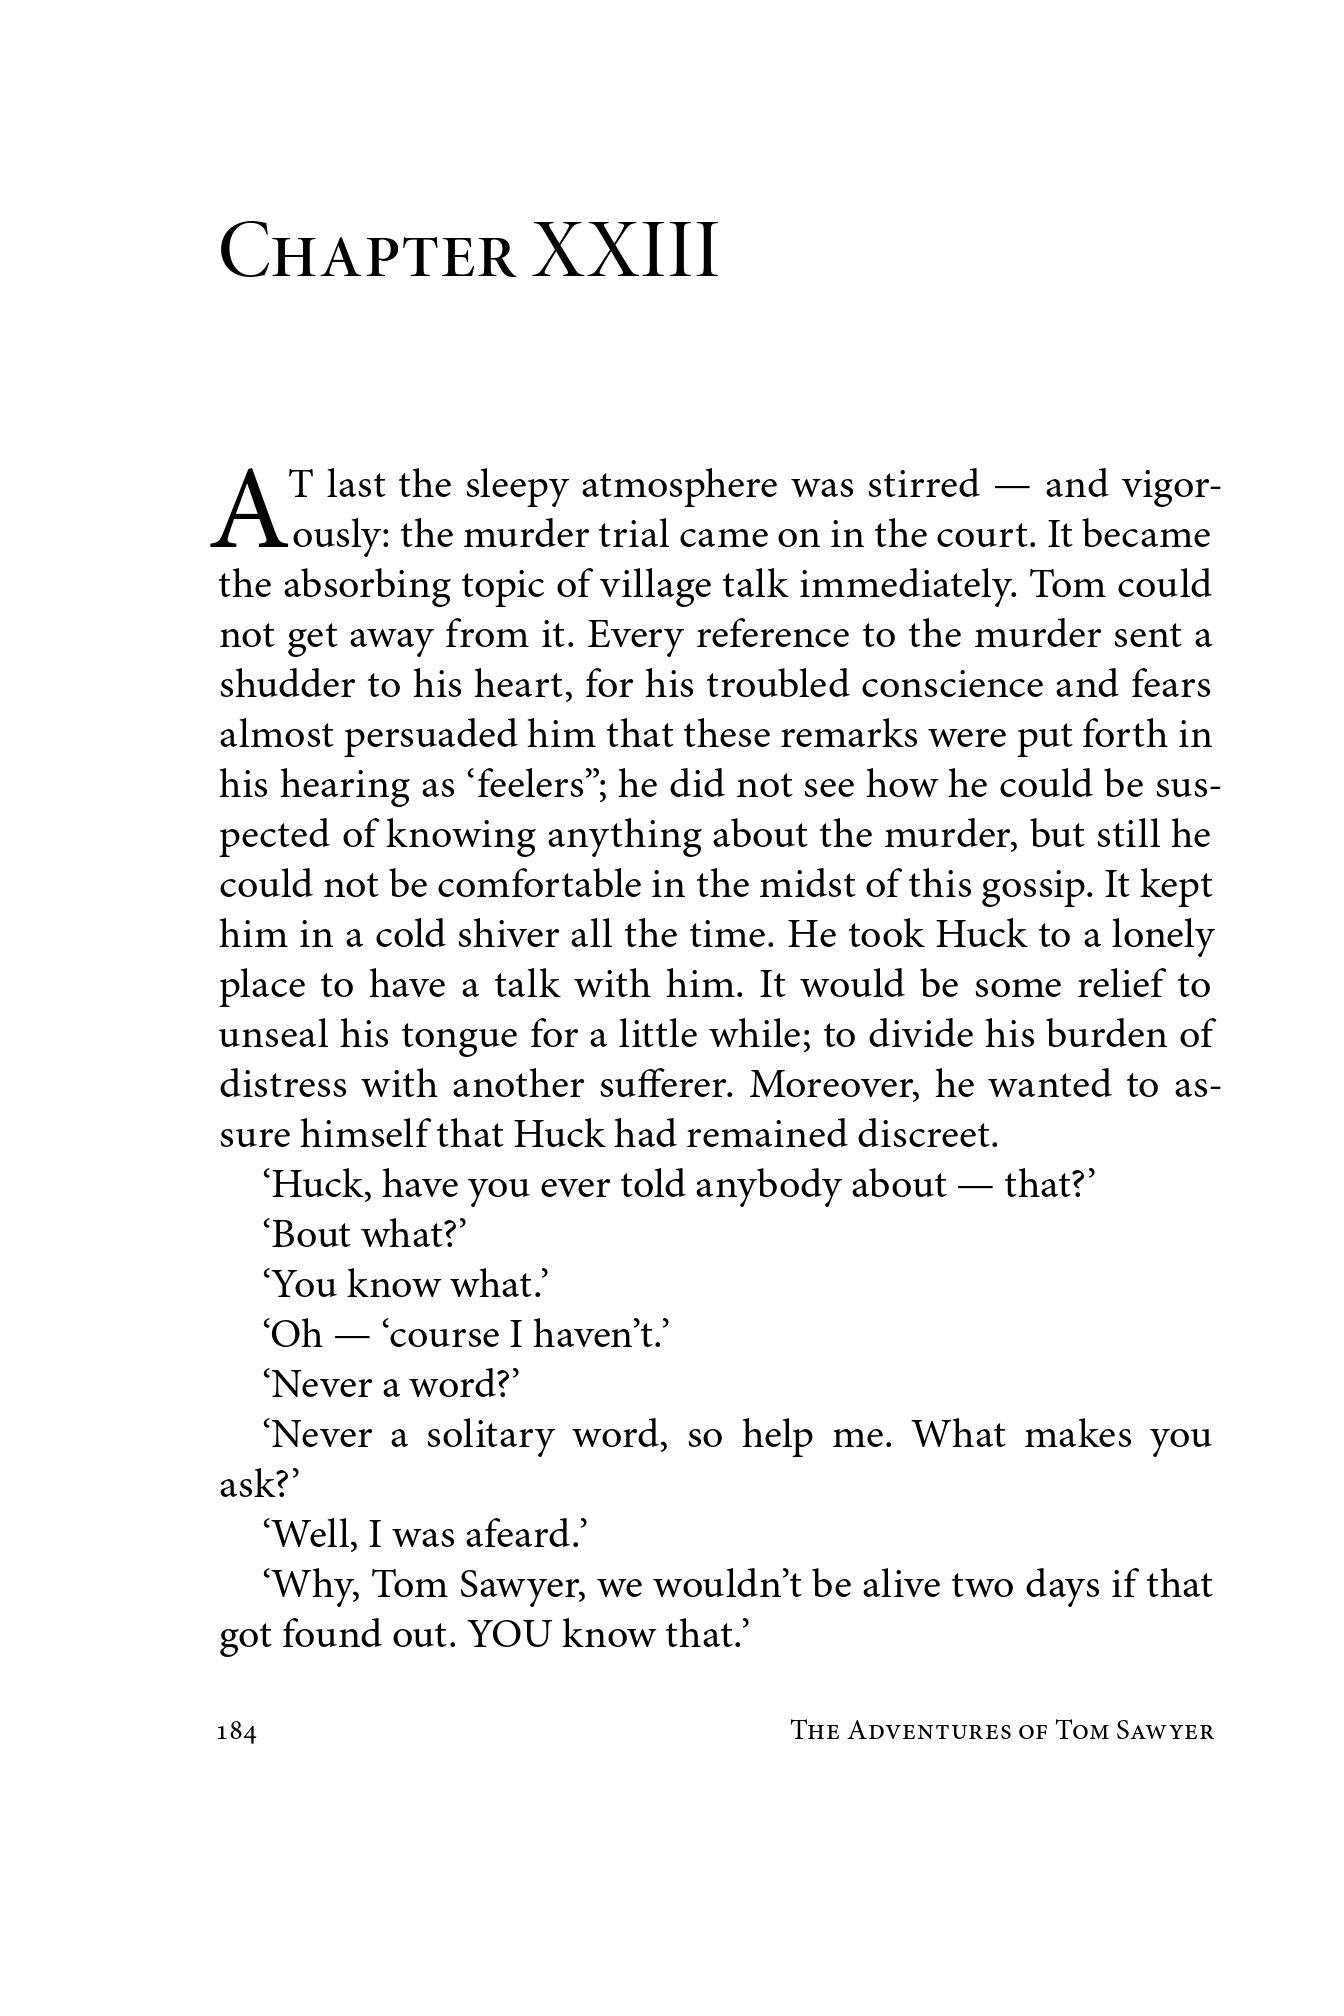 Chapter XXIII
AT last the sleepy atmosphere was stirred — and vigor-
ously: the murder trial came on in the court. It became
the absorbing topic of village talk immediately. Tom could
not get away from it. Every reference to the murder sent a
shudder to his heart, for his troubled conscience and fears
almost persuaded him that these remarks were put forth in
his hearing as ‘feelers”; he did not see how he could be sus-
pected of knowing anything about the murder, but still he
could not be comfortable in the midst of this gossip. It kept
him in a cold shiver all the time. He took Huck to a lonely
place to have a talk with him. It would be some relief to
unseal his tongue for a little while; to divide his burden of
distress with another sufferer. Moreover, he wanted to as-
sure himself that Huck had remained discreet.
‘Huck, have you ever told anybody about — that?’
‘Bout what?’
‘You know what.’
‘Oh — ‘course I haven’t.’
‘Never a word?’
‘Never a solitary word, so help me. What makes you
ask?’
‘Well, I was afeard.’
‘Why, Tom Sawyer, we wouldn’t be alive two days if that
got found out. YOU know that.’
184 The Adventures of Tom Sawyer